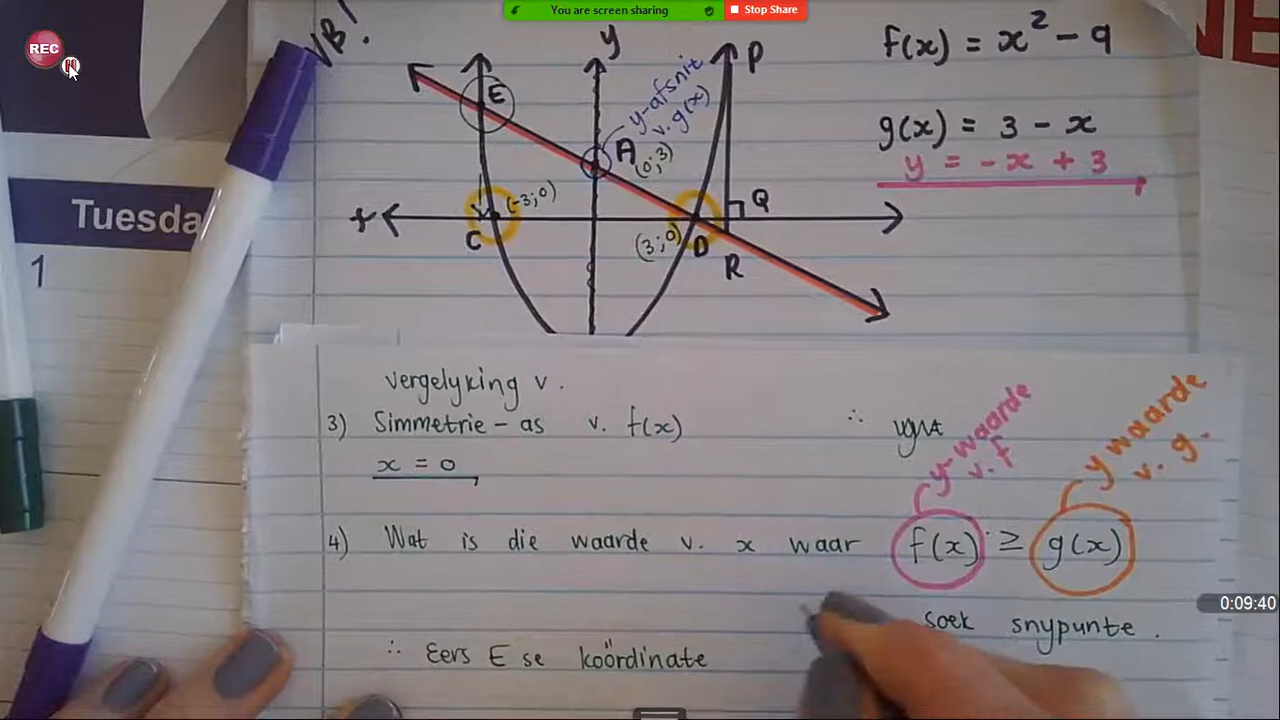 You are screen sharing
Stop Share
REC
VB!
y
E
y-afsnit
v. g(x)
A
(0;3)
P
f(x) = x² - 9
g(x) = 3 - x
y = -x + 3
Tuesda
1
(-3;0)
C
(3;0)
D
Q
R
vergelyking v.
3) Simmetrie-as v. f(x)
x = 0
∴
y-waarde
v. f
y waarde
v. g.
4) Wat is die waarde v. x waar f(x) ≥ g(x)
soek snypunte.
∴ Eers E se koördinate
0:09:40